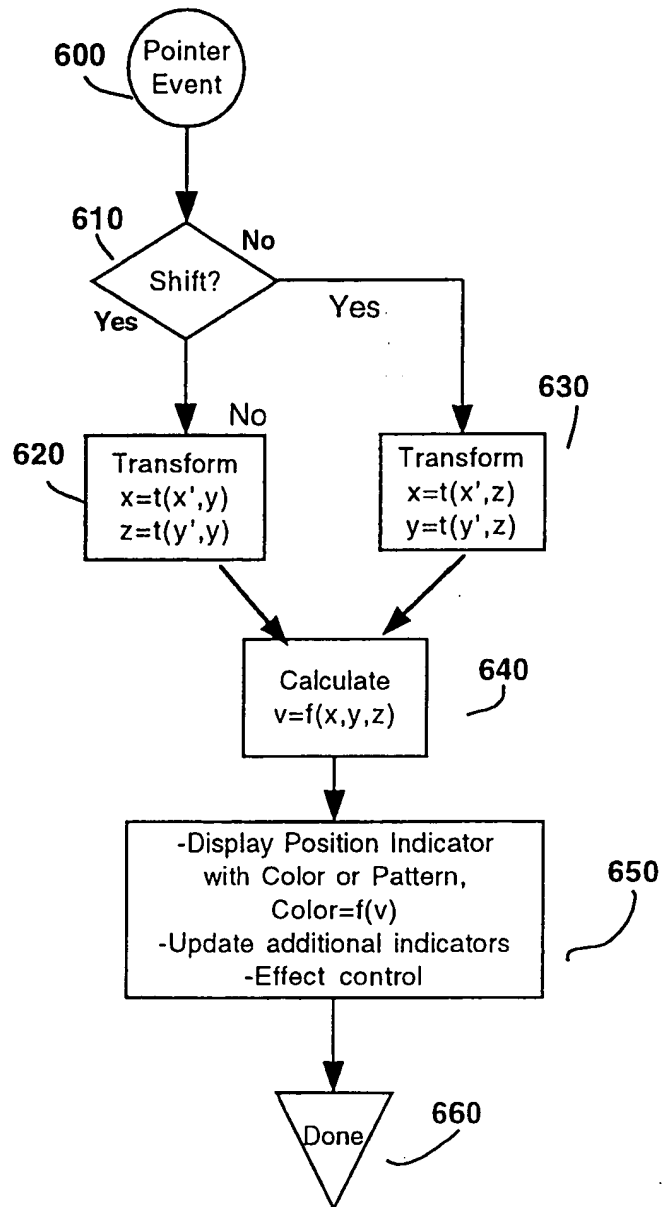 600
Pointer
Event
610
No
Shift?
Yes
Yes
No
630
620
Transform
x=t(x',y)
z=t(y',y)
Transform
x=t(x',z)
y=t(y',z)
640
Calculate
v=f(x,y,z)
-Display Position Indicator
with Color or Pattern,
Color=f(v)
-Update additional indicators
-Effect control
650
Done
660